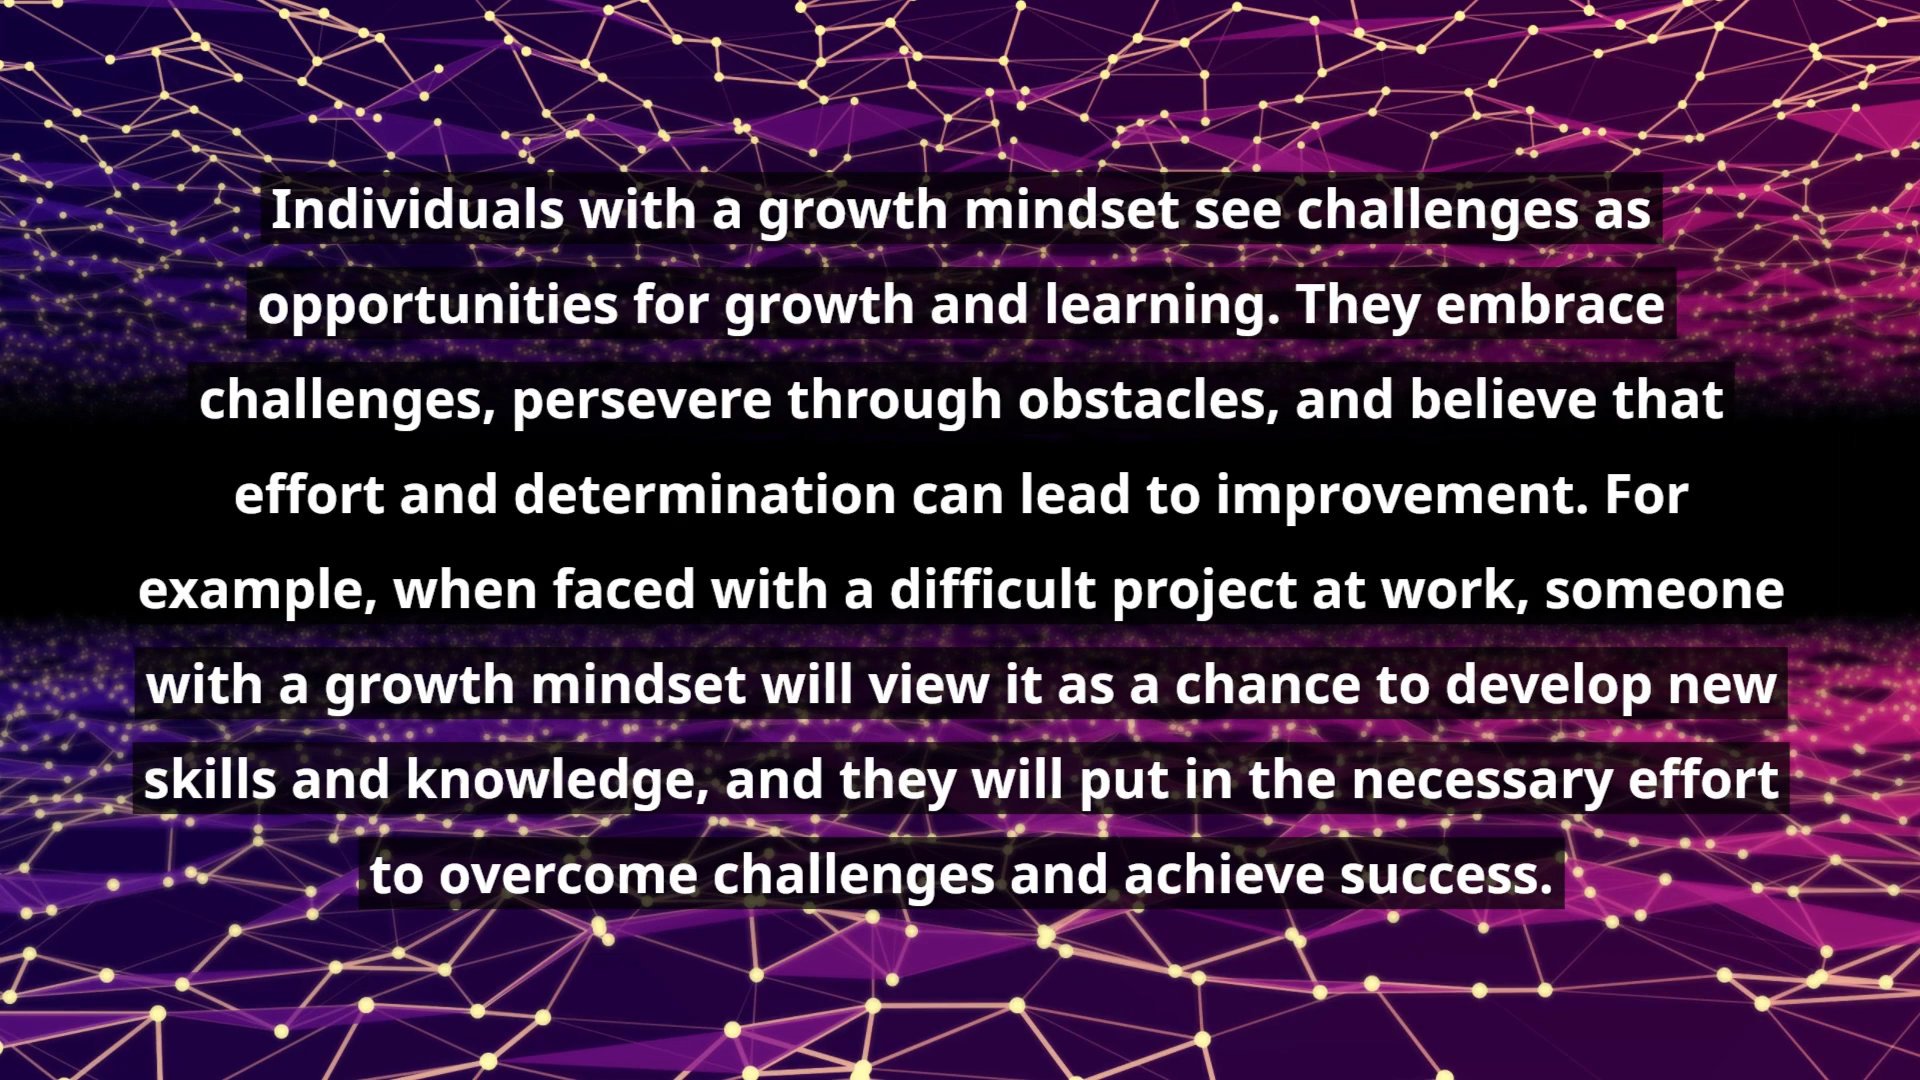 Individuals with a growth mindset see challenges as
opportunities for growth and learning. They embrace
challenges, persevere through obstacles, and believe that
effort and determination can lead to improvement. For
example, when faced with a difficult project at work, someone
with a growth mindset will view it as a chance to develop new
skills and knowledge, and they will put in the necessary effort
to overcome challenges and achieve success.